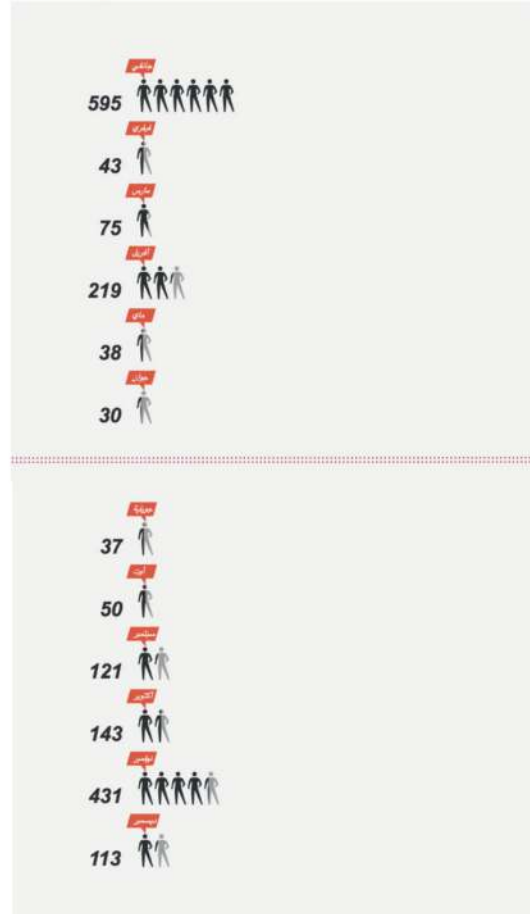 جانفي
595
فيفري
43
مارس
75
أفريل
219
ماي
38
جوان
30
جويلية
37
أوت
50
سبتمبر
121
أكتوبر
143
نوفمبر
431
ديسمبر
113